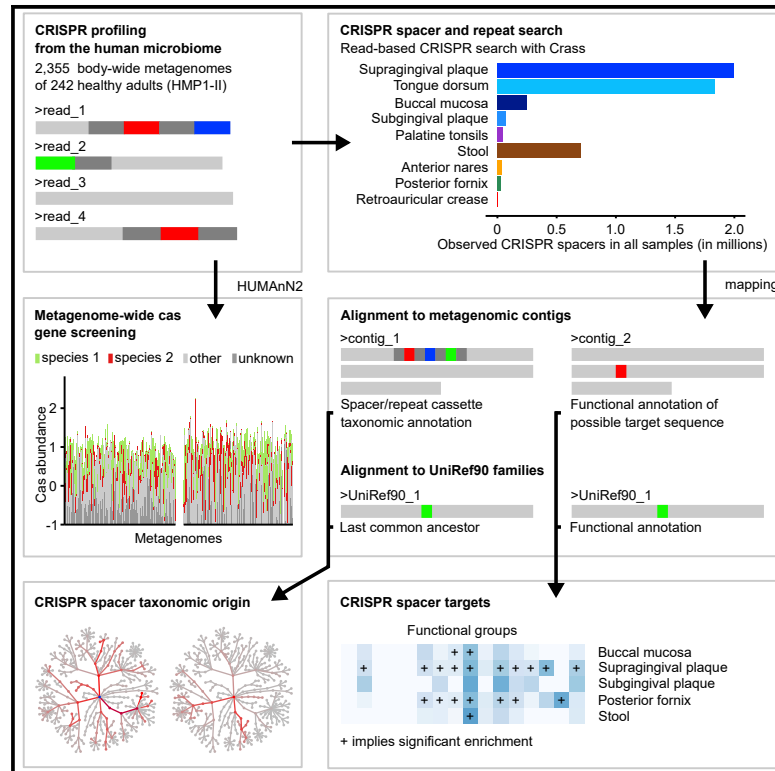 CRISPR profiling
from the human microbiome
2,355 body-wide metagenomes
of 242 healthy adults (HMP1-II)
>read_1
>read_2
>read_3
>read_4
CRISPR spacer and repeat search
Read-based CRISPR search with Crass
Supragingival plaque
Tongue dorsum
Buccal mucosa
Subgingival plaque
Palatine tonsils
Stool
Anterior nares
Posterior fornix
Retroauricular crease
0 0.5 1.0 1.5 2.0
Observed CRISPR spacers in all samples (in millions)
HUMAnN2
mapping
Metagenome-wide cas
gene screening
species 1 species 2 other unknown
Cas abundance
2
1
0
-1
Metagenomes
Alignment to metagenomic contigs
>contig_1
Spacer/repeat cassette
taxonomic annotation
>contig_2
Functional annotation of
possible target sequence
Alignment to UniRef90 families
>UniRef90_1
Last common ancestor
>UniRef90_1
Functional annotation
CRISPR spacer taxonomic origin
CRISPR spacer targets
Functional groups
+ +
Buccal mucosa
+ + + + + + + + + +
Supragingival plaque
Subgingival plaque
+ + + + + + +
Posterior fornix
+
Stool
+ implies significant enrichment